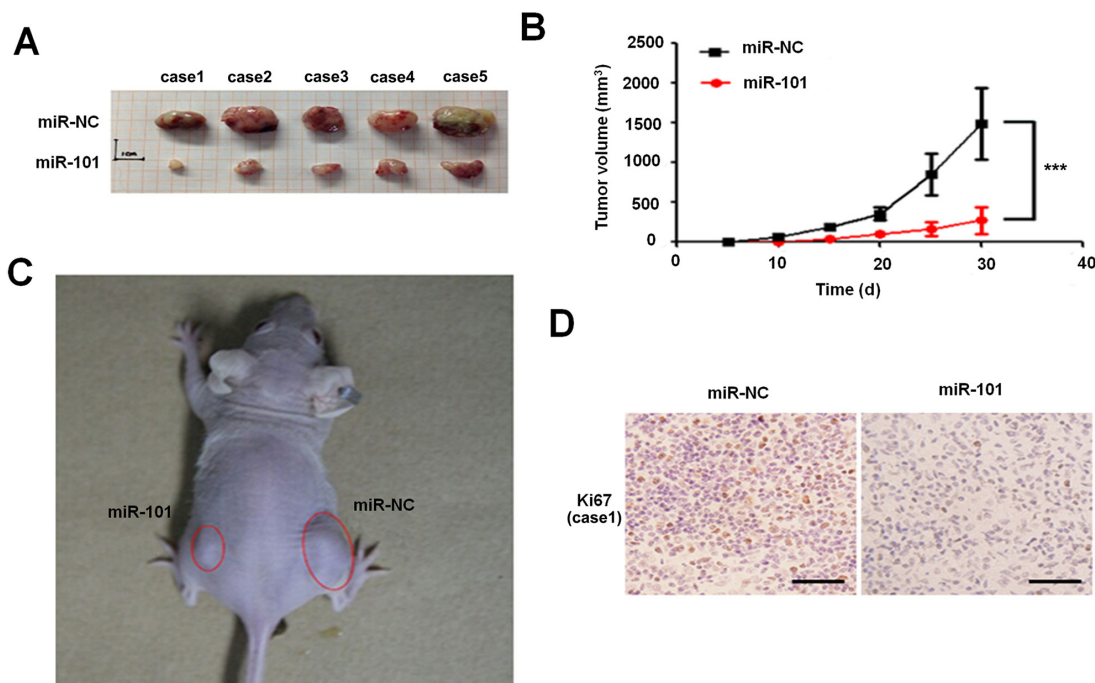 A
case1 case2 case3 case4 case5
miR-NC
miR-101
B
miR-NC
miR-101
Tumor volume (mm³)
2500
2000
1500
1000
500
0
***
0 10 20 30 40
Time (d)
C
miR-101
miR-NC
D
miR-NC miR-101
Ki67
(case1)